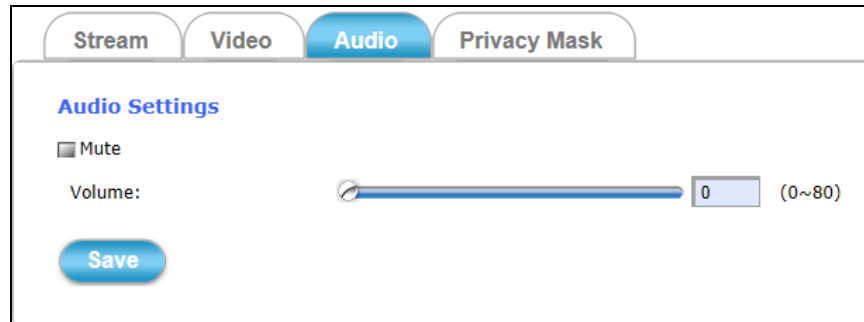 Stream Video Audio Privacy Mask
Audio Settings
Mute
Volume: 0 (0~80)
Save